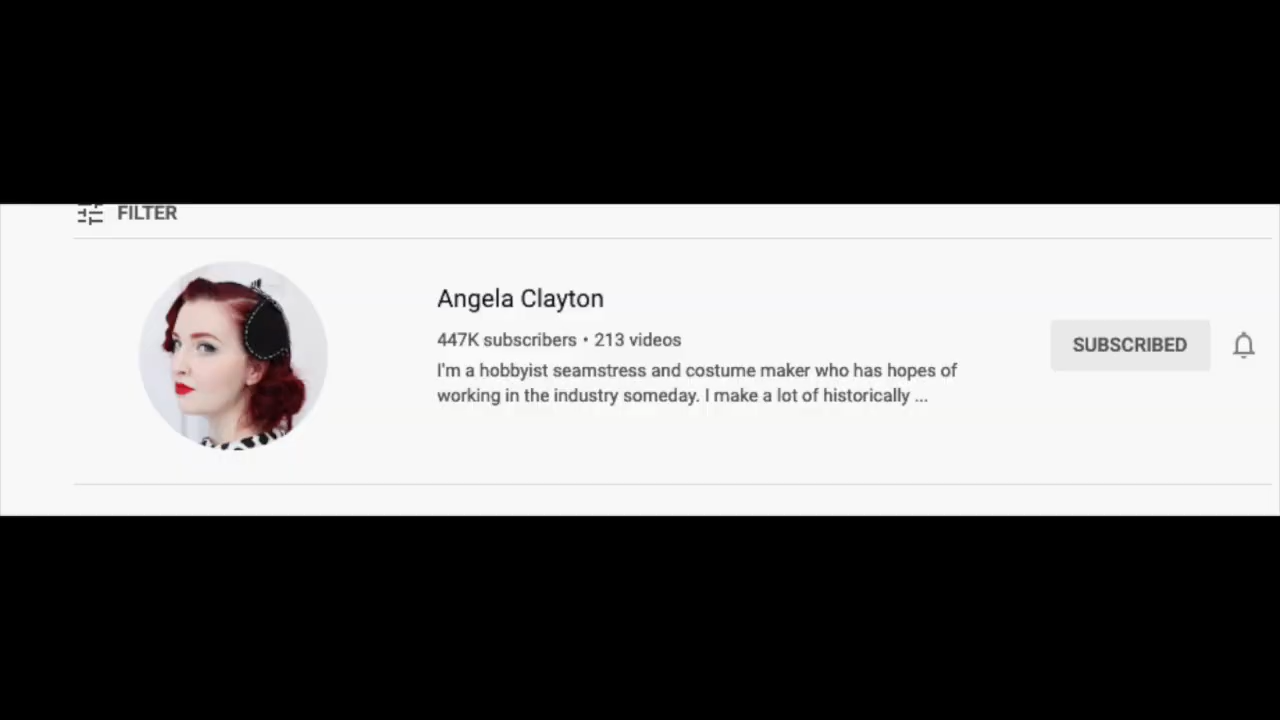 FILTER
Angela Clayton
447K subscribers • 213 videos
I'm a hobbyist seamstress and costume maker who has hopes of
working in the industry someday. I make a lot of historically ...
SUBSCRIBED